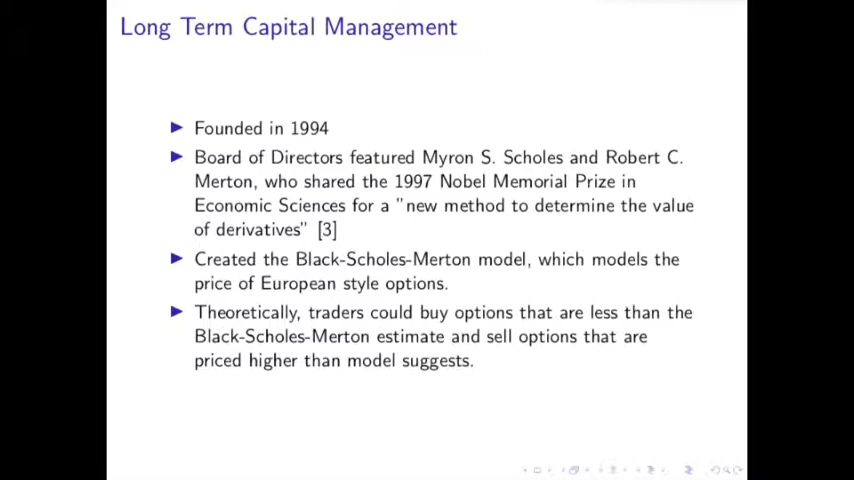 Long Term Capital Management
Founded in 1994
Board of Directors featured Myron S. Scholes and Robert C.
Merton, who shared the 1997 Nobel Memorial Prize in
Economic Sciences for a "new method to determine the value
of derivatives" [3]
Created the Black-Scholes-Merton model, which models the
price of European style options.
Theoretically, traders could buy options that are less than the
Black-Scholes-Merton estimate and sell options that are
priced higher than model suggests.